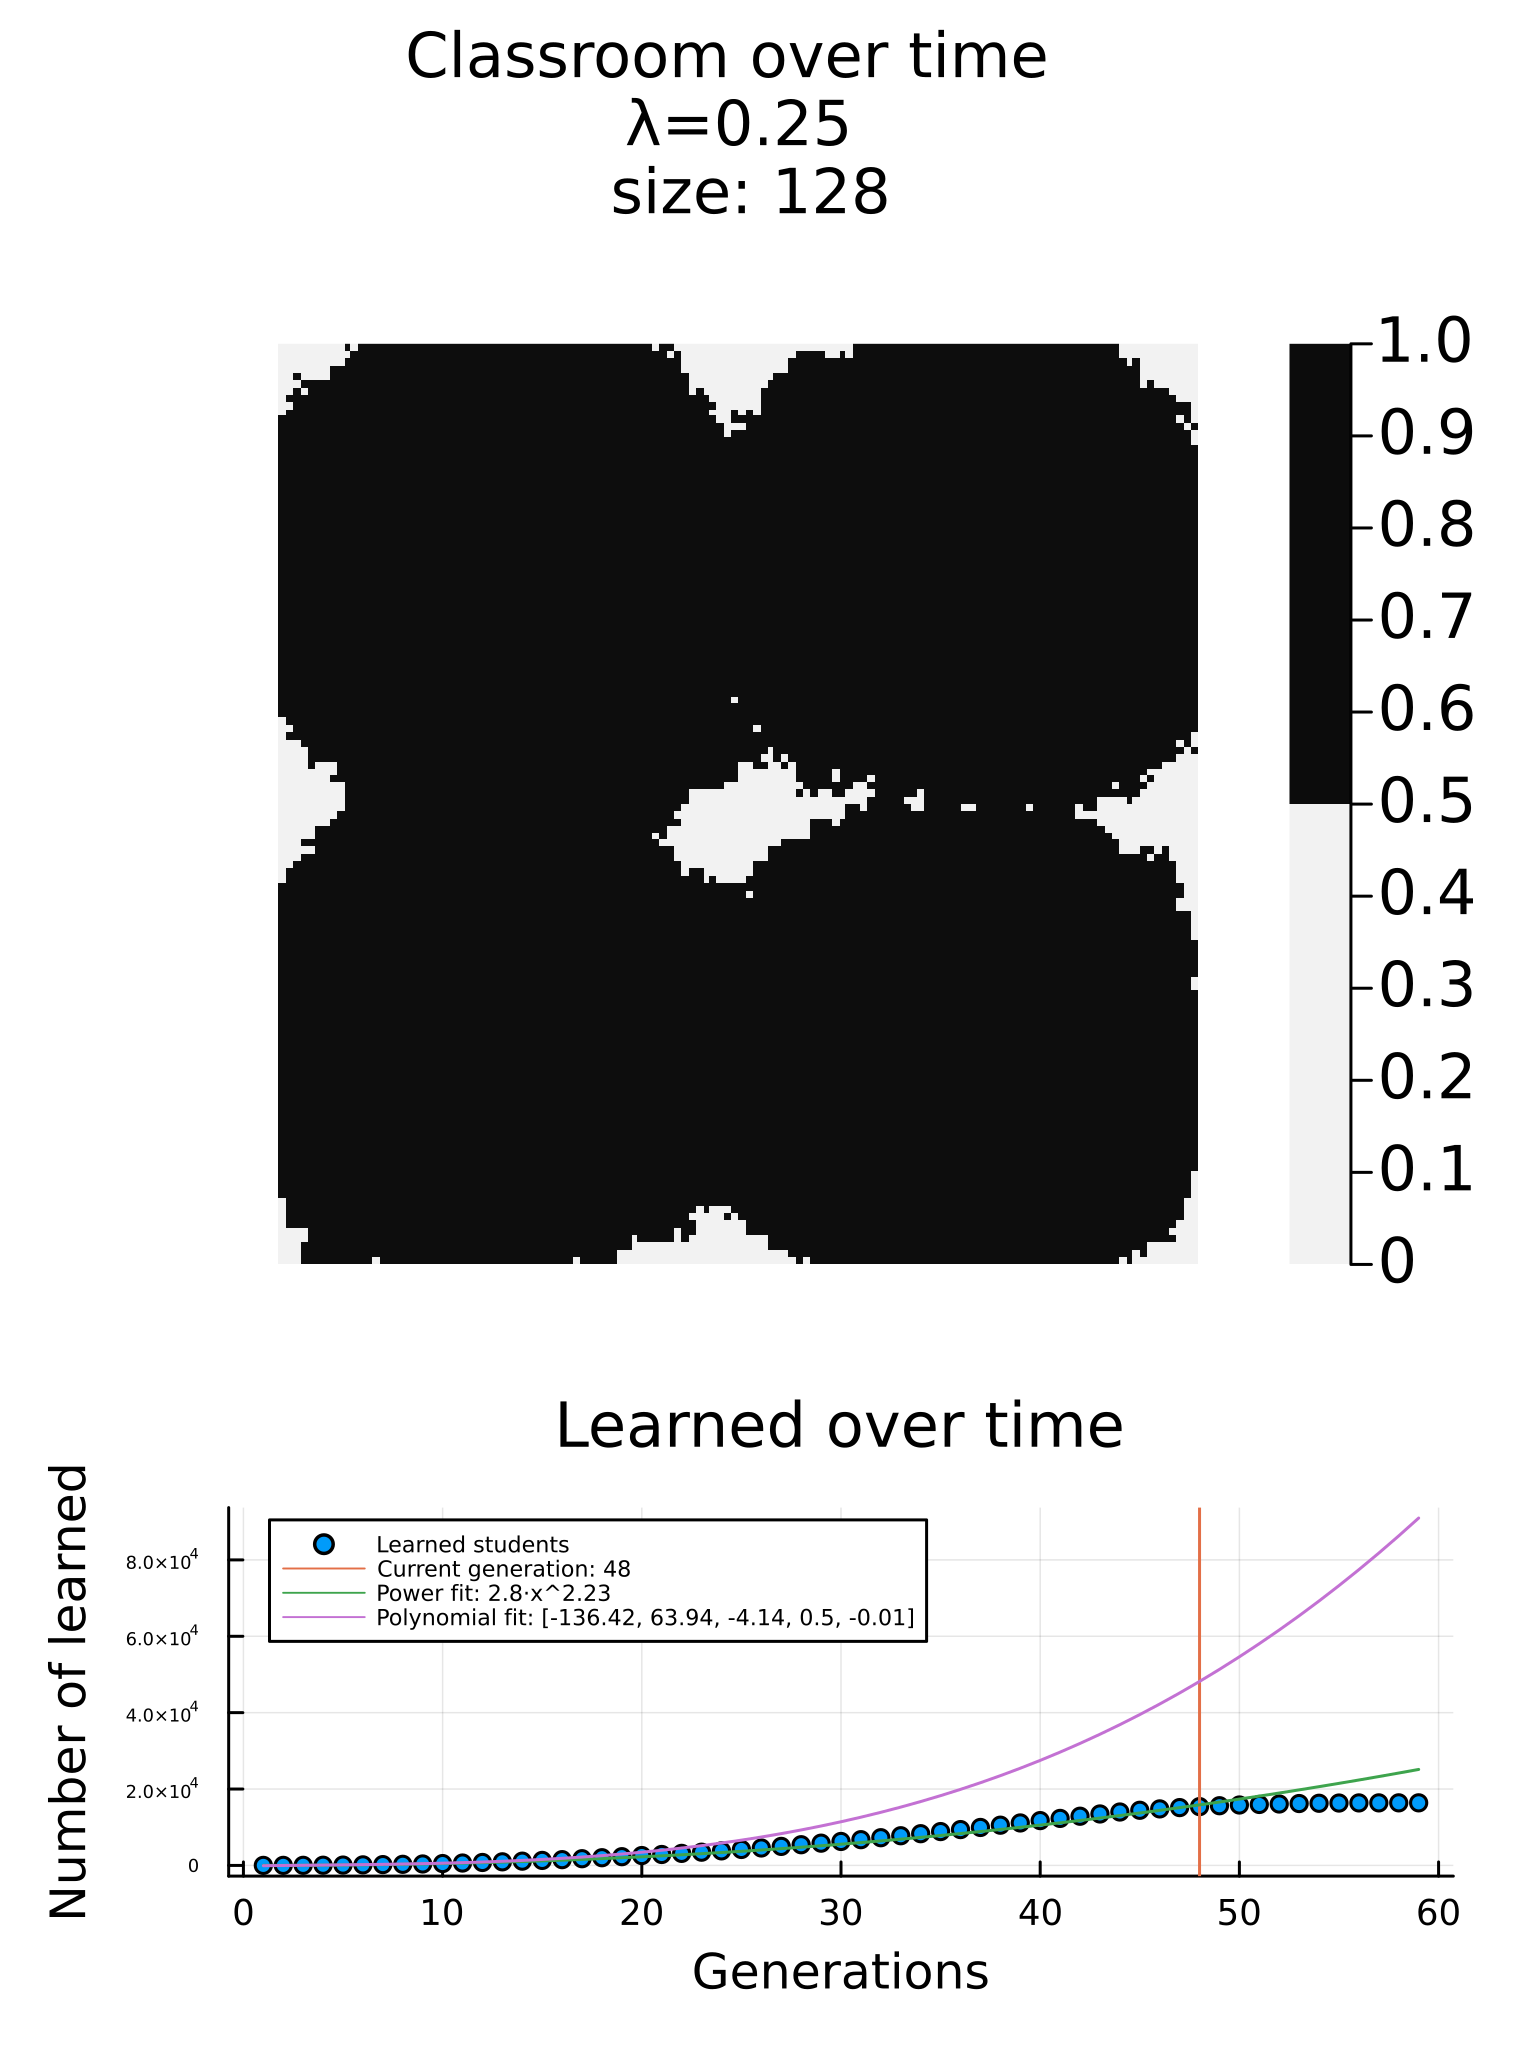 Classroom over time
λ=0.25
size: 128
1.0
0.9
0.8
0.7
0.6
0.5
0.4
0.3
0.2
0.1
0
Learned over time
Number of learned
8.0×10⁴
6.0×10⁴
4.0×10⁴
2.0×10⁴
0
Learned students
Current generation: 48
Power fit: 2.8·x^2.23
Polynomial fit: [-136.42, 63.94, -4.14, 0.5, -0.01]
0 10 20 30 40 50 60
Generations